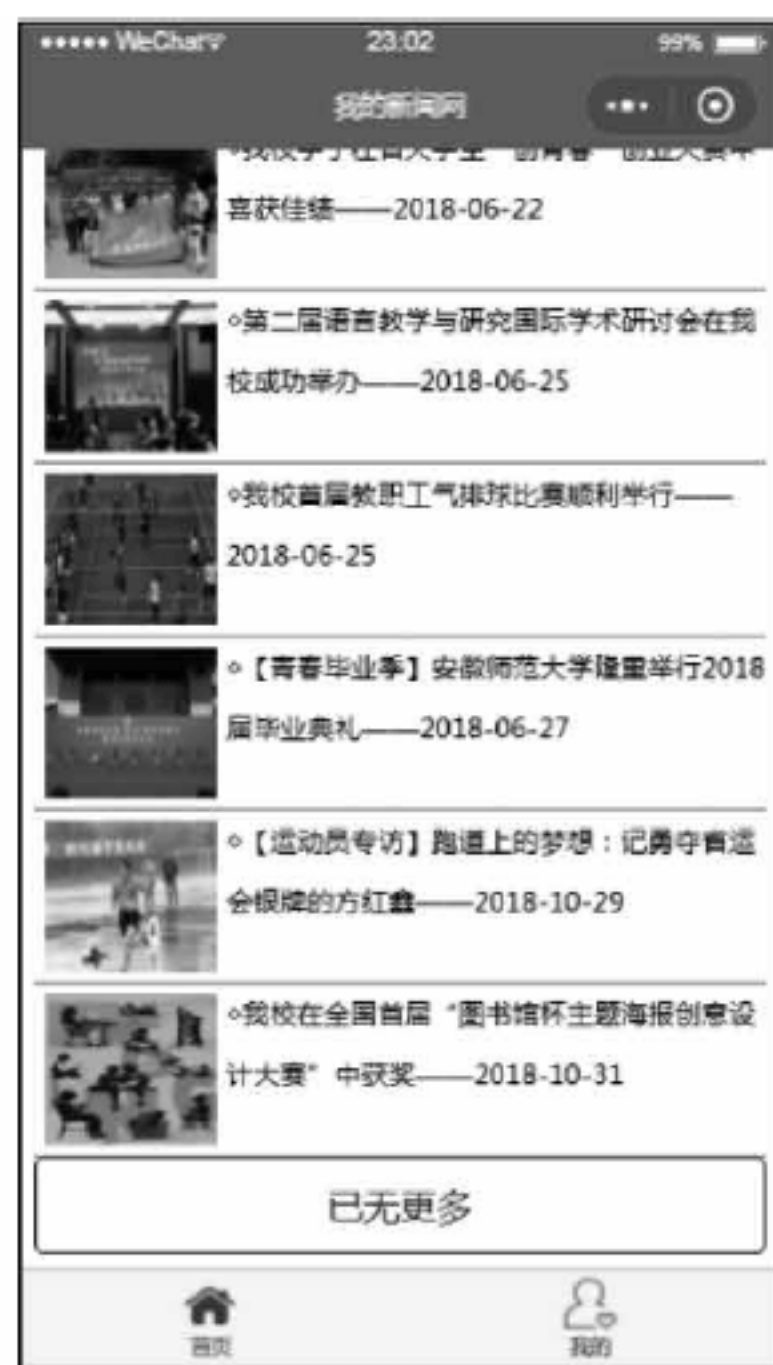 ●●●●● WeChat 23:02 99%
我的新闻网
喜获佳绩——2018-06-22
◇第二届语言教学与研究国际学术研讨会在我
校成功举办——2018-06-25
◇我校首届教职工气排球比赛顺利举行——
2018-06-25
◇【青春毕业季】安徽师范大学隆重举行2018
届毕业典礼——2018-06-27
◇【运动员专访】跑道上的梦想：记勇夺省运
会银牌的方红鑫——2018-10-29
◇我校在全国首届“图书馆杯主题海报创意设
计大赛”中获奖——2018-10-31
已无更多
首页 我的